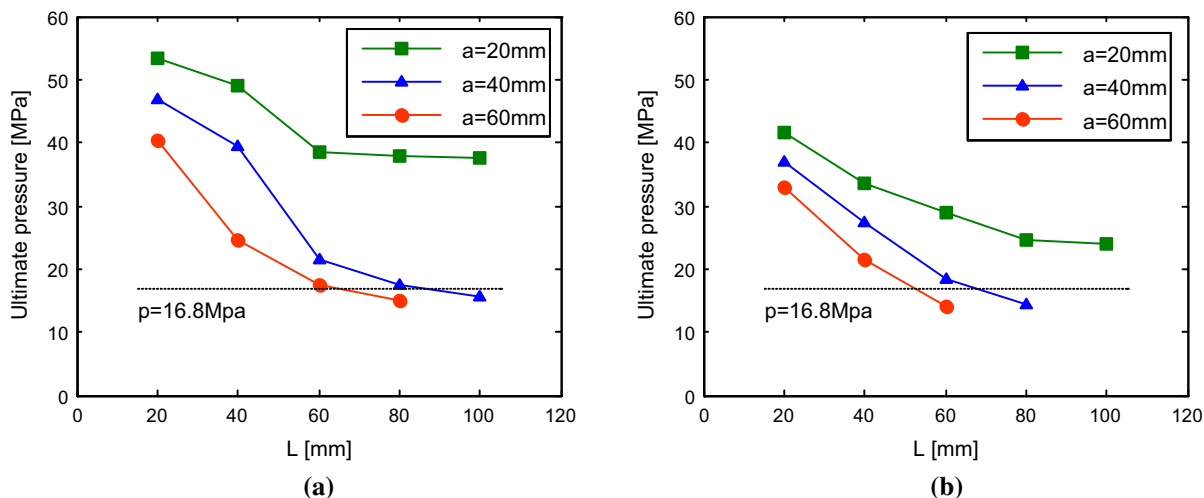 60
50
40
30
20
10
0
Ultimate pressure [MPa]
a=20mm
a=40mm
a=60mm
p=16.8Mpa
0 20 40 60 80 100 120
L [mm]
(a)
60
50
40
30
20
10
0
Ultimate pressure [MPa]
a=20mm
a=40mm
a=60mm
p=16.8Mpa
0 20 40 60 80 100 120
L [mm]
(b)